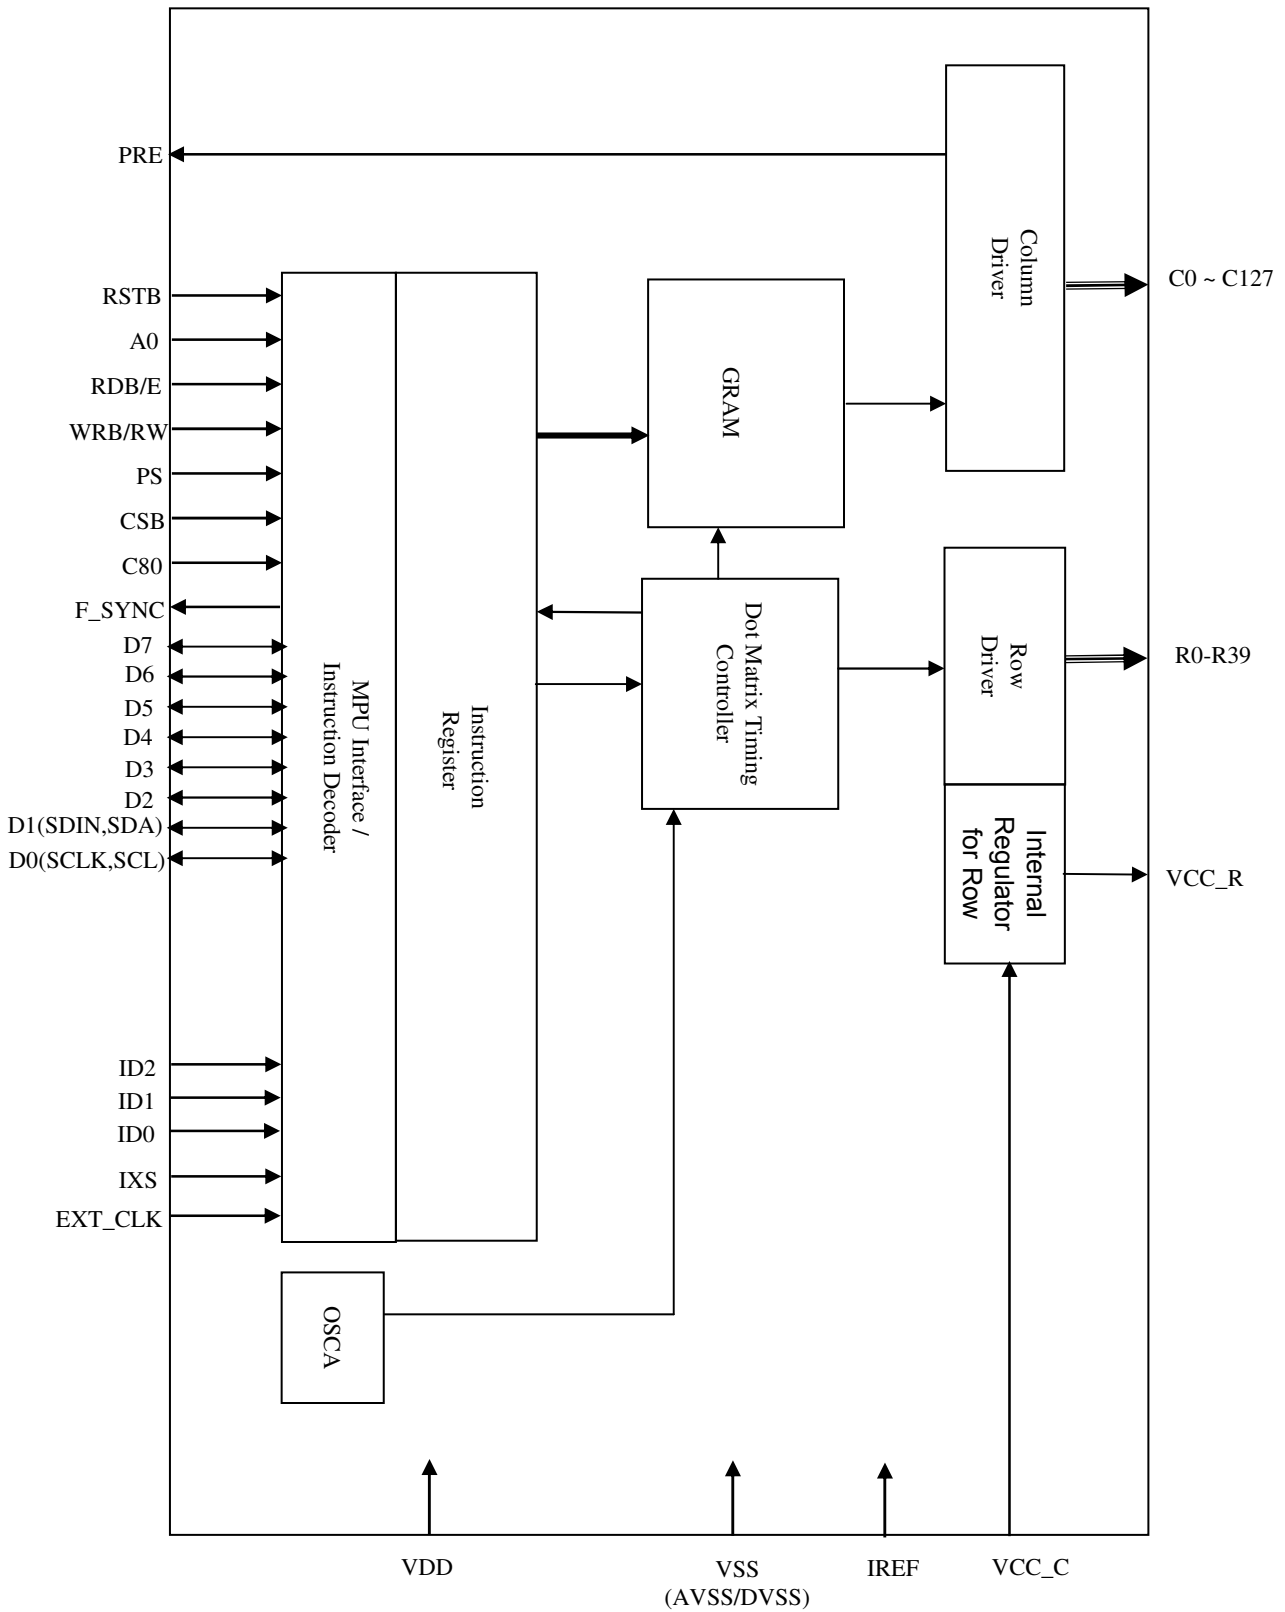 PRE
Column
Driver
C0 ~ C127
RSTB
A0
RDB/E
WRB/RW
PS
CSB
C80
F_SYNC
D7
D6
D5
D4
D3
D2
D1(SDIN,SDA)
D0(SCLK,SCL)
GRAM
MPU Interface /
Instruction Decoder
Instruction
Register
Dot Matrix Timing
Controller
Row
Driver
R0-R39
Internal
Regulator
for Row
VCC_R
ID2
ID1
ID0
IXS
EXT_CLK
OSCA
VDD
VSS
(AVSS/DVSS)
IREF
VCC_C